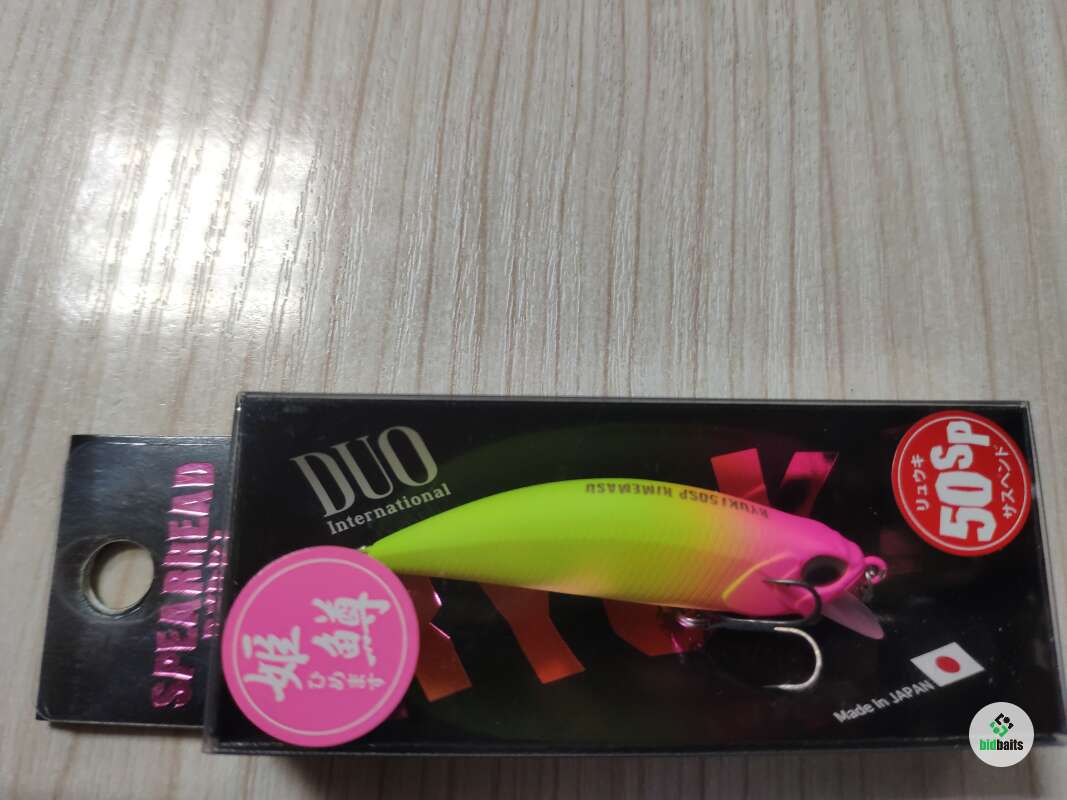 SPEARHEAD
DUO
International
RYUKI 50SP HIMEMASU
リュウキ
50SP
サスペンド
姫鱒
ひめます
Made in JAPAN
bidbaits